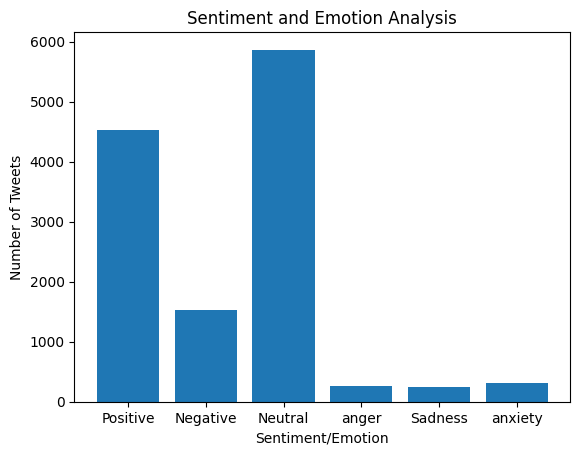 Sentiment and Emotion Analysis
Number of Tweets
6000
5000
4000
3000
2000
1000
0
Positive Negative Neutral anger Sadness anxiety
Sentiment/Emotion